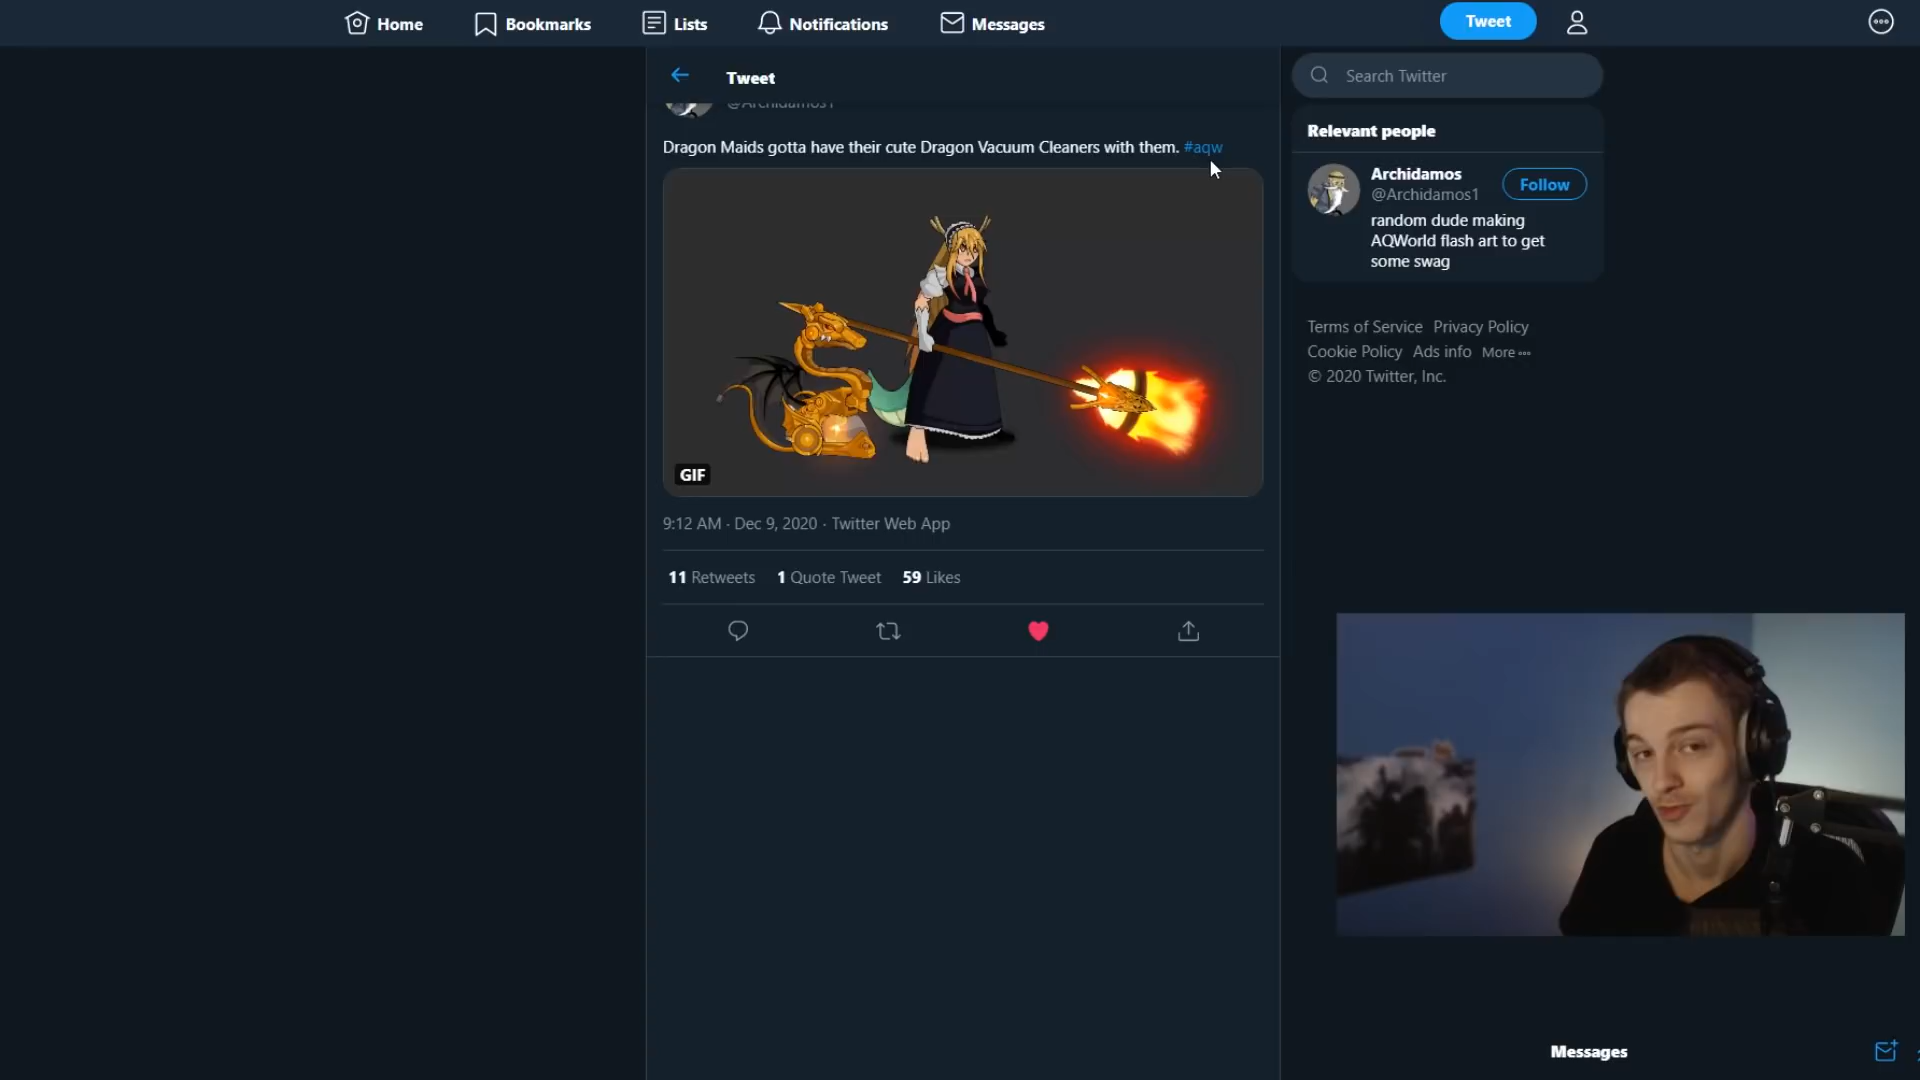 Home
Bookmarks
Lists
Notifications
Messages
Tweet
Tweet
Search Twitter
@Archidamos1
Dragon Maids gotta have their cute Dragon Vacuum Cleaners with them. #aqw
GIF
9:12 AM · Dec 9, 2020 · Twitter Web App
11 Retweets 1 Quote Tweet 59 Likes
Relevant people
Archidamos
@Archidamos1
Follow
random dude making
AQWorld flash art to get
some swag
Terms of Service Privacy Policy
Cookie Policy Ads info More
© 2020 Twitter, Inc.
Messages